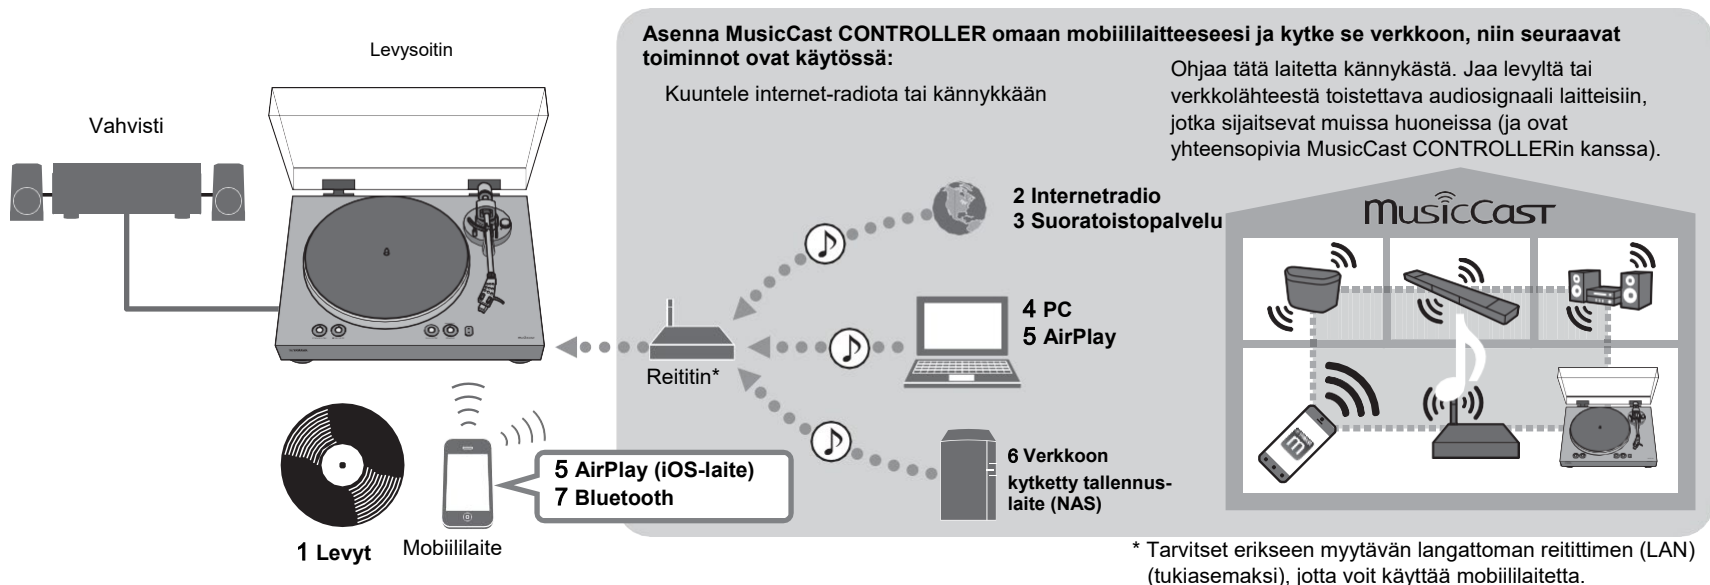 Levysoitin
Vahvisti
Asenna MusicCast CONTROLLER omaan mobiililaitteeseesi ja kytke se verkkoon, niin seuraavat
toiminnot ovat käytössä:
Kuuntele internet-radiota tai kännykkään
Ohjaa tätä laitetta kännykästä. Jaa levyltä tai
verkkolähteestä toistettava audiosignaali laitteisiin,
jotka sijaitsevat muissa huoneissa (ja ovat
yhteensopivia MusicCast CONTROLLERin kanssa).
2 Internetradio
3 Suoratoistopalvelu
MusicCast
4 PC
5 AirPlay
Reititin*
5 AirPlay (iOS-laite)
7 Bluetooth
6 Verkkoon
kytketty tallennus-
laite (NAS)
1 Levyt
Mobiililaite
* Tarvitset erikseen myytävän langattoman reitittimen (LAN)
(tukiasemaksi), jotta voit käyttää mobiililaitetta.